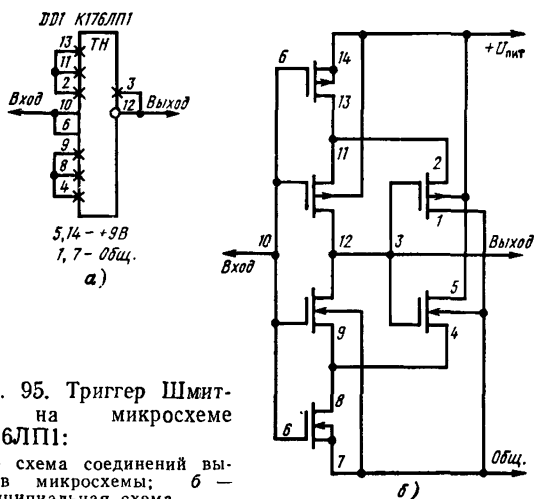 DD1 К176ЛП1
13
ТН
11
2
3
Вход
10
12
Выход
6
9
8
4
5,14 – +9В
1, 7 – Общ.
а)
6
14
+Uпит
13
11
2
1
10
12
3
Выход
Вход
5
9
4
8
6
7
Общ.
б)
. 95. Триггер Шмит-
на микросхеме
6ЛП1:
схема соединений вы-
в микросхемы; б —